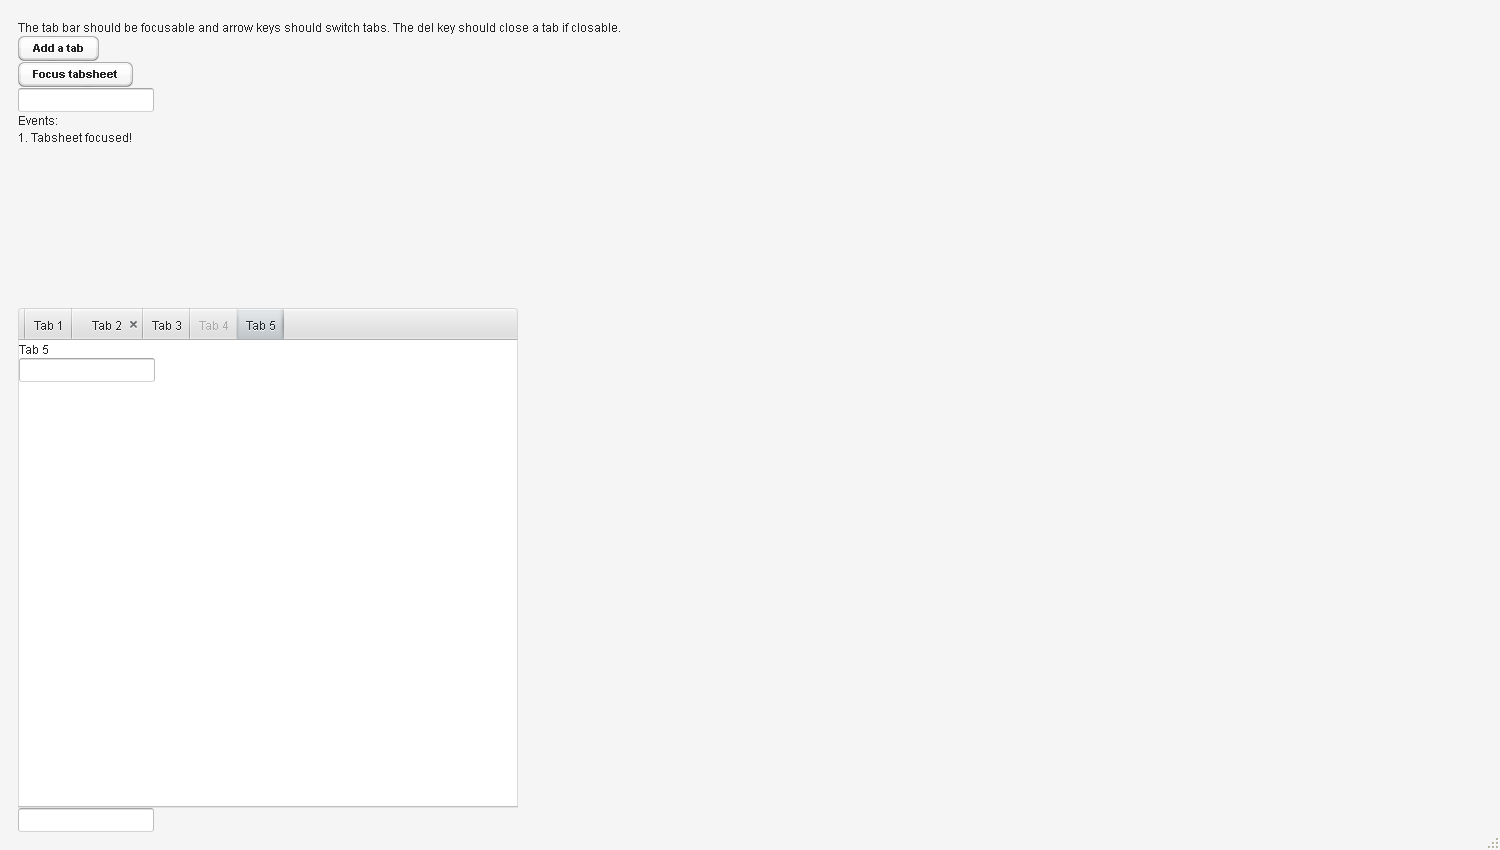 The tab bar should be focusable and arrow keys should switch tabs. The del key should close a tab if closable.
Add a tab
Focus tabsheet
Events:
1. Tabsheet focused!
Tab 1 Tab 2 Tab 3 Tab 4 Tab 5
Tab 5